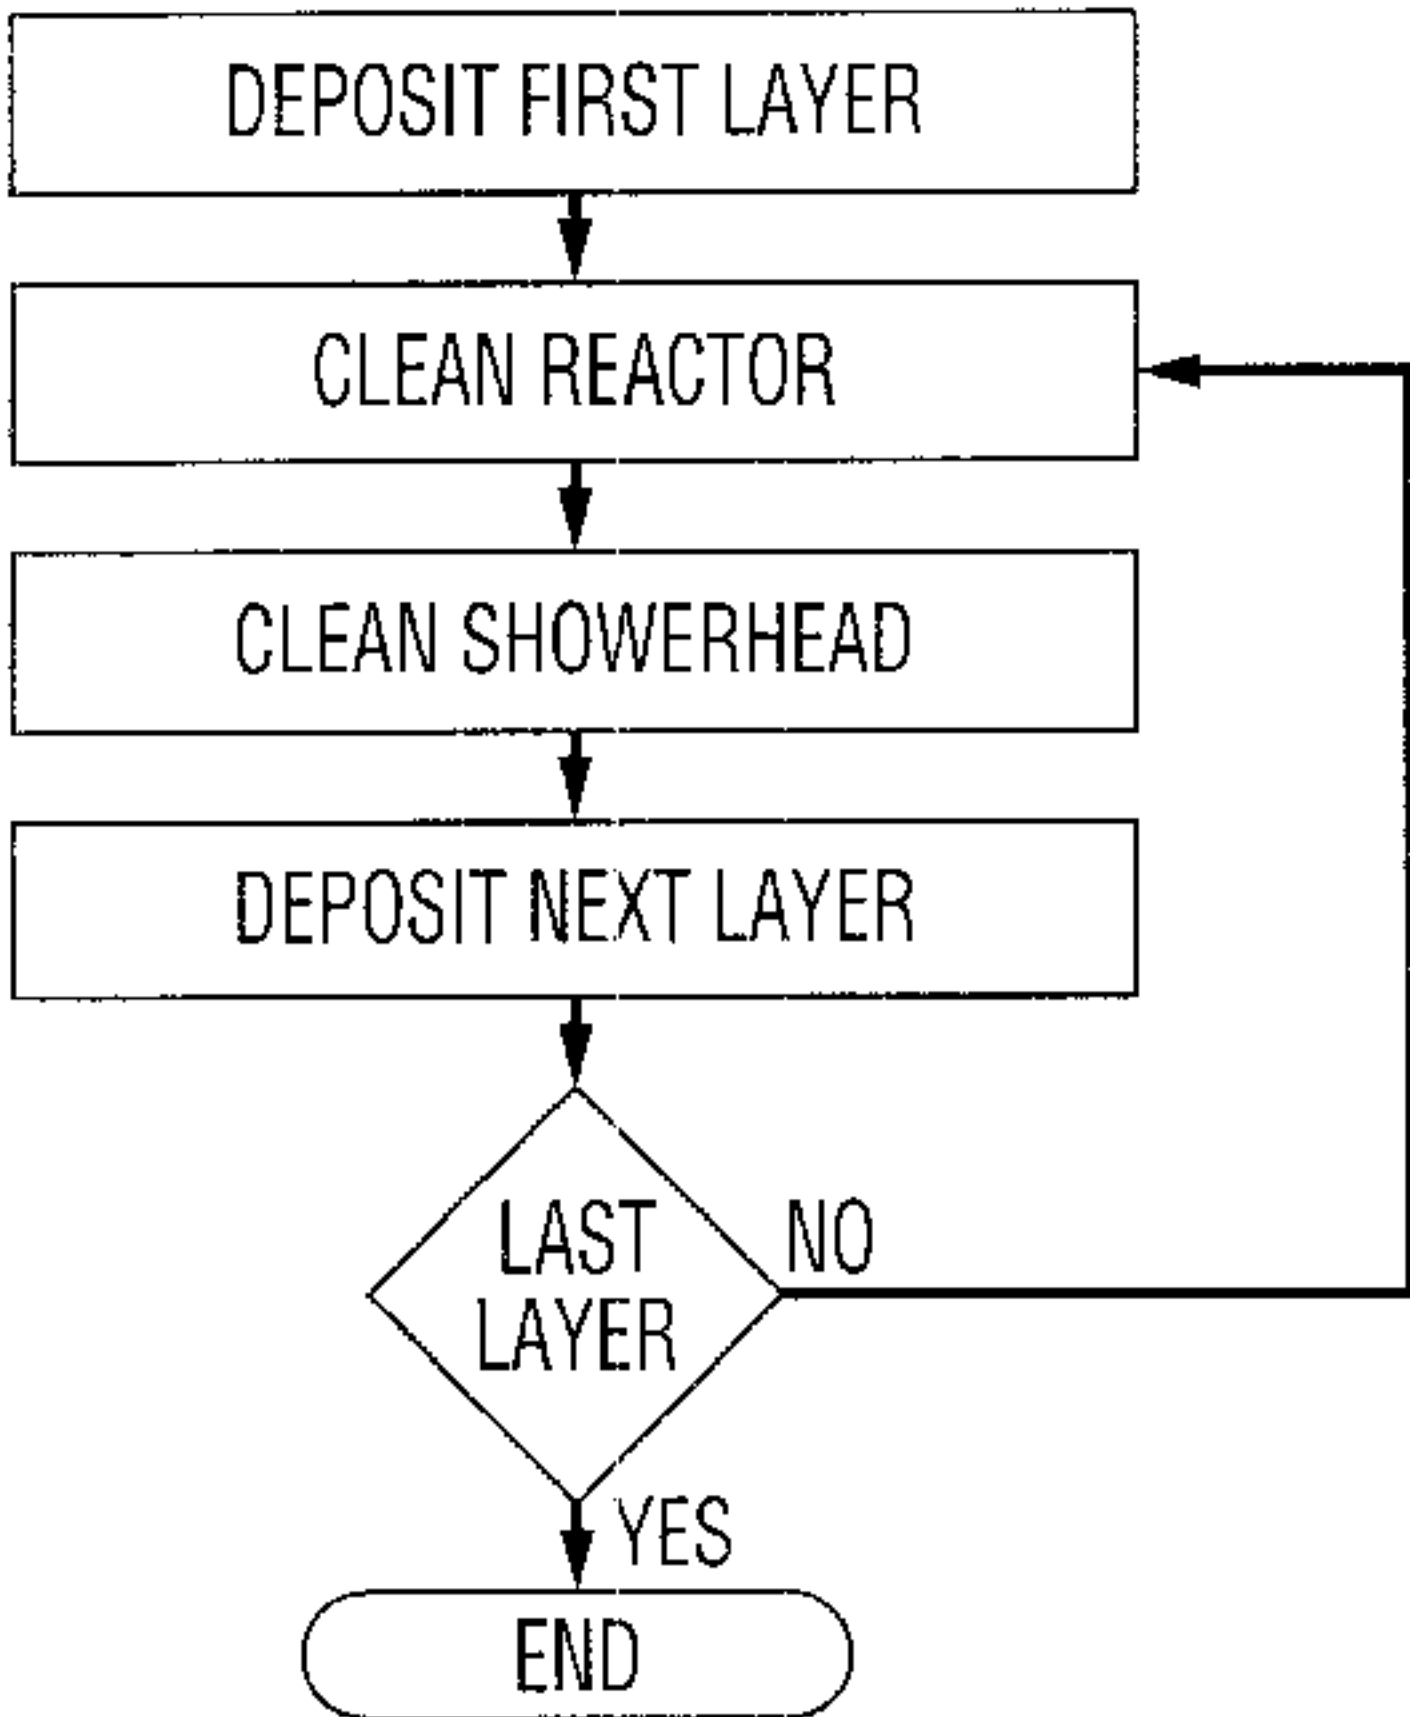 DEPOSIT FIRST LAYER
CLEAN REACTOR
CLEAN SHOWERHEAD
DEPOSIT NEXT LAYER
LAST
LAYER
NO
YES
END